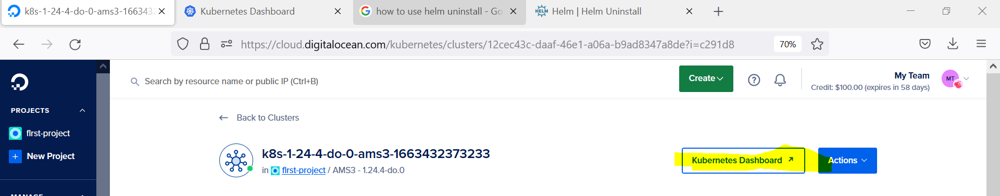 k8s-1-24-4-do-0-ams3-1663432
Kubernetes Dashboard
how to use helm uninstall - Go
HELM
Helm | Helm Uninstall
https://cloud.digitalocean.com/kubernetes/clusters/12cec43c-daaf-46e1-a06a-b9ad8347a8de?i=c291d8
70%
Search by resource name or public IP (Ctrl+B)
Create
My Team
Credit: $100.00 (expires in 58 days)
MT
PROJECTS
first-project
New Project
MANAGE
Back to Clusters
k8s-1-24-4-do-0-ams3-1663432373233
in first-project / AMS3 - 1.24.4-do.0
Kubernetes Dashboard
Actions